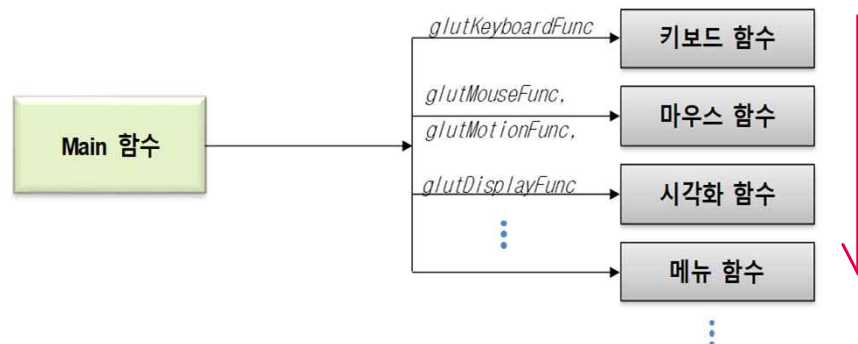 glutKeyboardFunc
키보드 함수
glutMouseFunc,
glutMotionFunc,
마우스 함수
Main 함수
glutDisplayFunc
시각화 함수
메뉴 함수